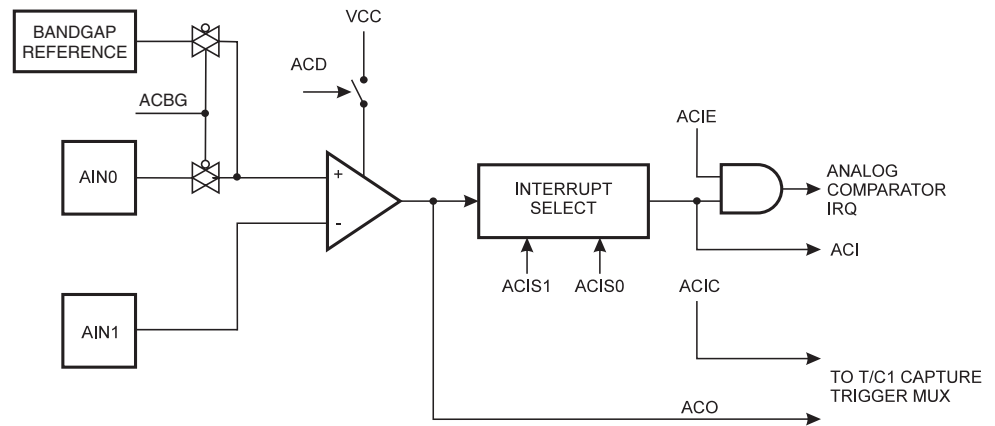 BANDGAP
REFERENCE
VCC
ACD
ACBG
ACIE
AIN0
+
-
INTERRUPT
SELECT
ANALOG
COMPARATOR
IRQ
ACI
ACIS1
ACIS0
ACIC
AIN1
TO T/C1 CAPTURE
TRIGGER MUX
ACO